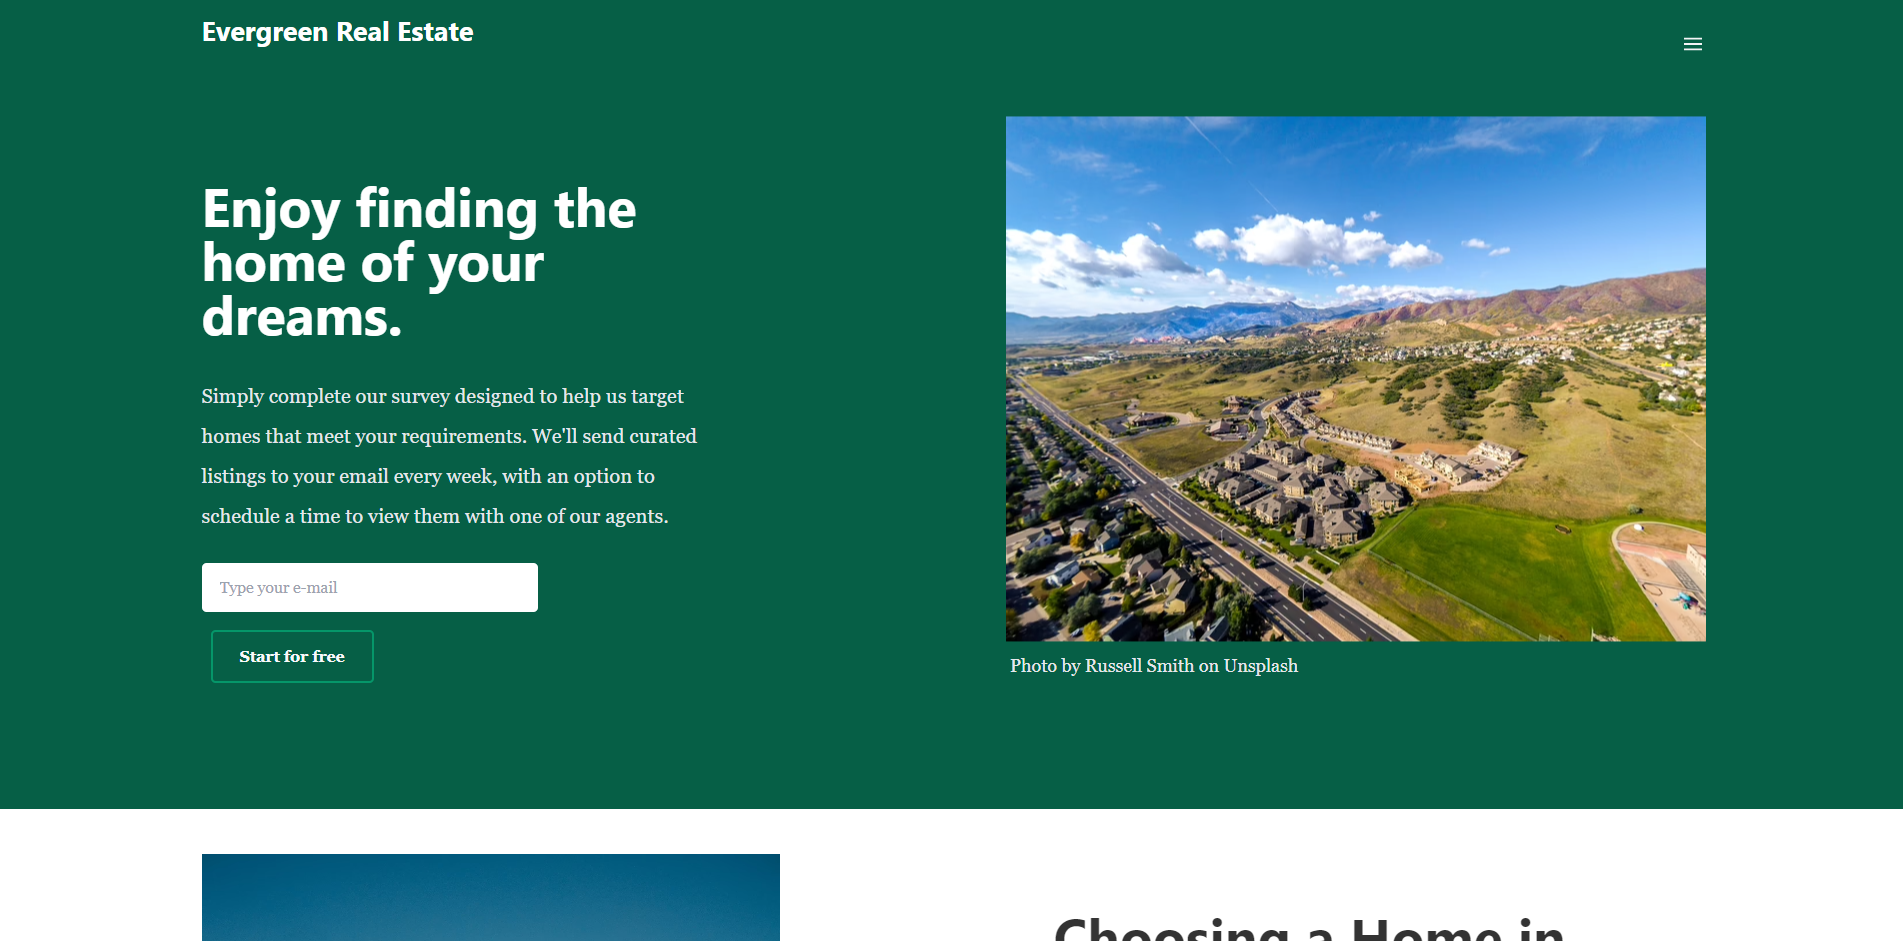 Evergreen Real Estate
Enjoy finding the
home of your
dreams.
Simply complete our survey designed to help us target
homes that meet your requirements. We'll send curated
listings to your email every week, with an option to
schedule a time to view them with one of our agents.
Type your e-mail
Start for free
Photo by Russell Smith on Unsplash
Choosing a Home in